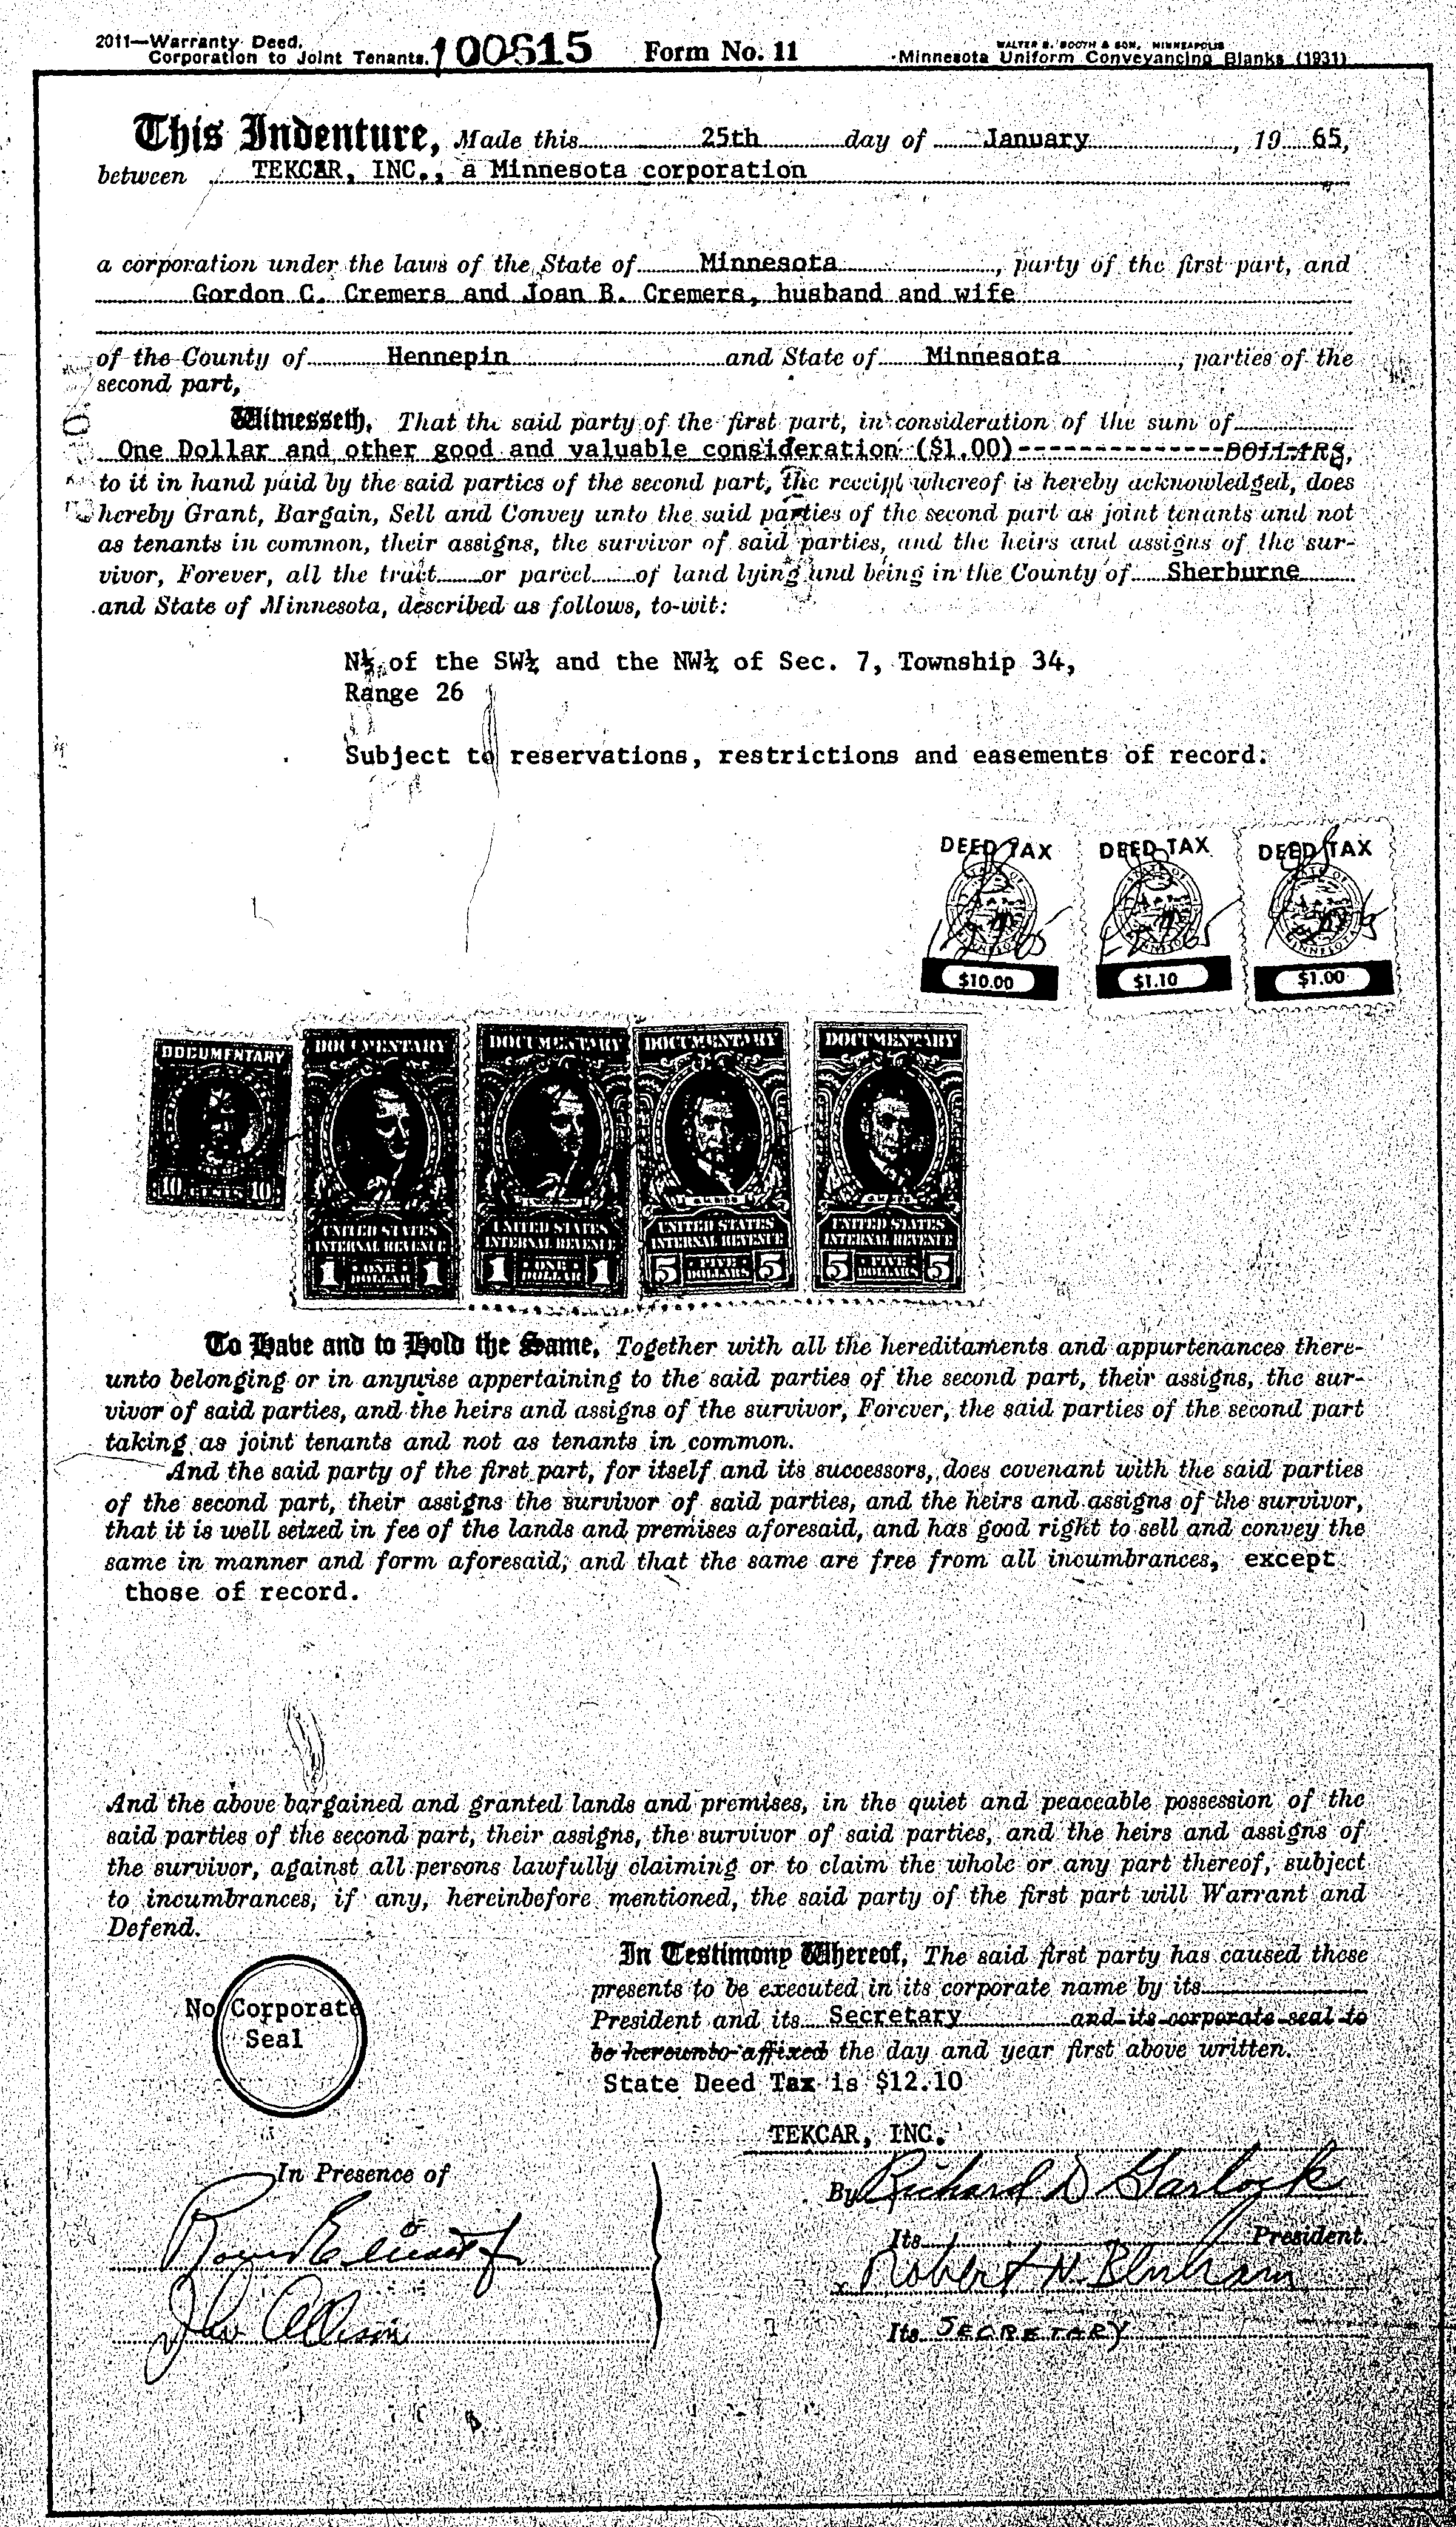 2011—Warranty Deed.
Corporation to Joint Tenants.
100615
Form No. 11
WALTER S. BOOTH & SON, MINNEAPOLIS
Minnesota Uniform Conveyancing Blanks (1931)
This Indenture, Made this 25th day of January, 19 65,
between TEKCAR, INC., a Minnesota corporation
a corporation under the laws of the State of Minnesota, party of the first part, and
Gordon C. Cremers and Joan B. Cremers, husband and wife
of the County of Hennepin and State of Minnesota, parties of the
second part,
Witnesseth, That the said party of the first part, in consideration of the sum of
One Dollar and other good and valuable consideration ($1.00)---------------DOLLARS,
to it in hand paid by the said parties of the second part, the receipt whereof is hereby acknowledged, does
hereby Grant, Bargain, Sell and Convey unto the said parties of the second part as joint tenants and not
as tenants in common, their assigns, the survivor of said parties, and the heirs and assigns of the sur-
vivor, Forever, all the tract or parcel of land lying and being in the County of Sherburne
and State of Minnesota, described as follows, to-wit:
N½ of the SW¼ and the NW¼ of Sec. 7, Township 34,
Range 26
Subject to reservations, restrictions and easements of record.
DEED TAX DEED TAX DEED TAX
STATE OF MINNESOTA STATE OF MINNESOTA STATE OF MINNESOTA
$10.00 $1.10 $1.00
DOCUMENTARY DOCUMENTARY DOCUMENTARY DOCUMENTARY DOCUMENTARY
10 CENTS 10
UNITED STATES UNITED STATES UNITED STATES UNITED STATES
INTERNAL REVENUE INTERNAL REVENUE INTERNAL REVENUE INTERNAL REVENUE
1 ONE DOLLAR 1 1 ONE DOLLAR 1 5 FIVE DOLLARS 5 5 FIVE DOLLARS 5
To Have and to Hold the Same, Together with all the hereditaments and appurtenances there-
unto belonging or in anywise appertaining to the said parties of the second part, their assigns, the sur-
vivor of said parties, and the heirs and assigns of the survivor, Forever, the said parties of the second part
taking as joint tenants and not as tenants in common.
And the said party of the first part, for itself and its successors, does covenant with the said parties
of the second part, their assigns the survivor of said parties, and the heirs and assigns of the survivor,
that it is well seized in fee of the lands and premises aforesaid, and has good right to sell and convey the
same in manner and form aforesaid, and that the same are free from all incumbrances, except
those of record.
And the above bargained and granted lands and premises, in the quiet and peaceable possession of the
said parties of the second part, their assigns, the survivor of said parties, and the heirs and assigns of
the survivor, against all persons lawfully claiming or to claim the whole or any part thereof, subject
to incumbrances, if any, hereinbefore mentioned, the said party of the first part will Warrant and
Defend.
In Testimony Whereof, The said first party has caused these
presents to be executed in its corporate name by its
President and its Secretary and its corporate seal to
be hereunto affixed the day and year first above written.
State Deed Tax is $12.10
No Corporate
Seal
TEKCAR, INC.
In Presence of
By Richard D Garlock
Its President.
Robert N. Blnham
Its SECRETARY